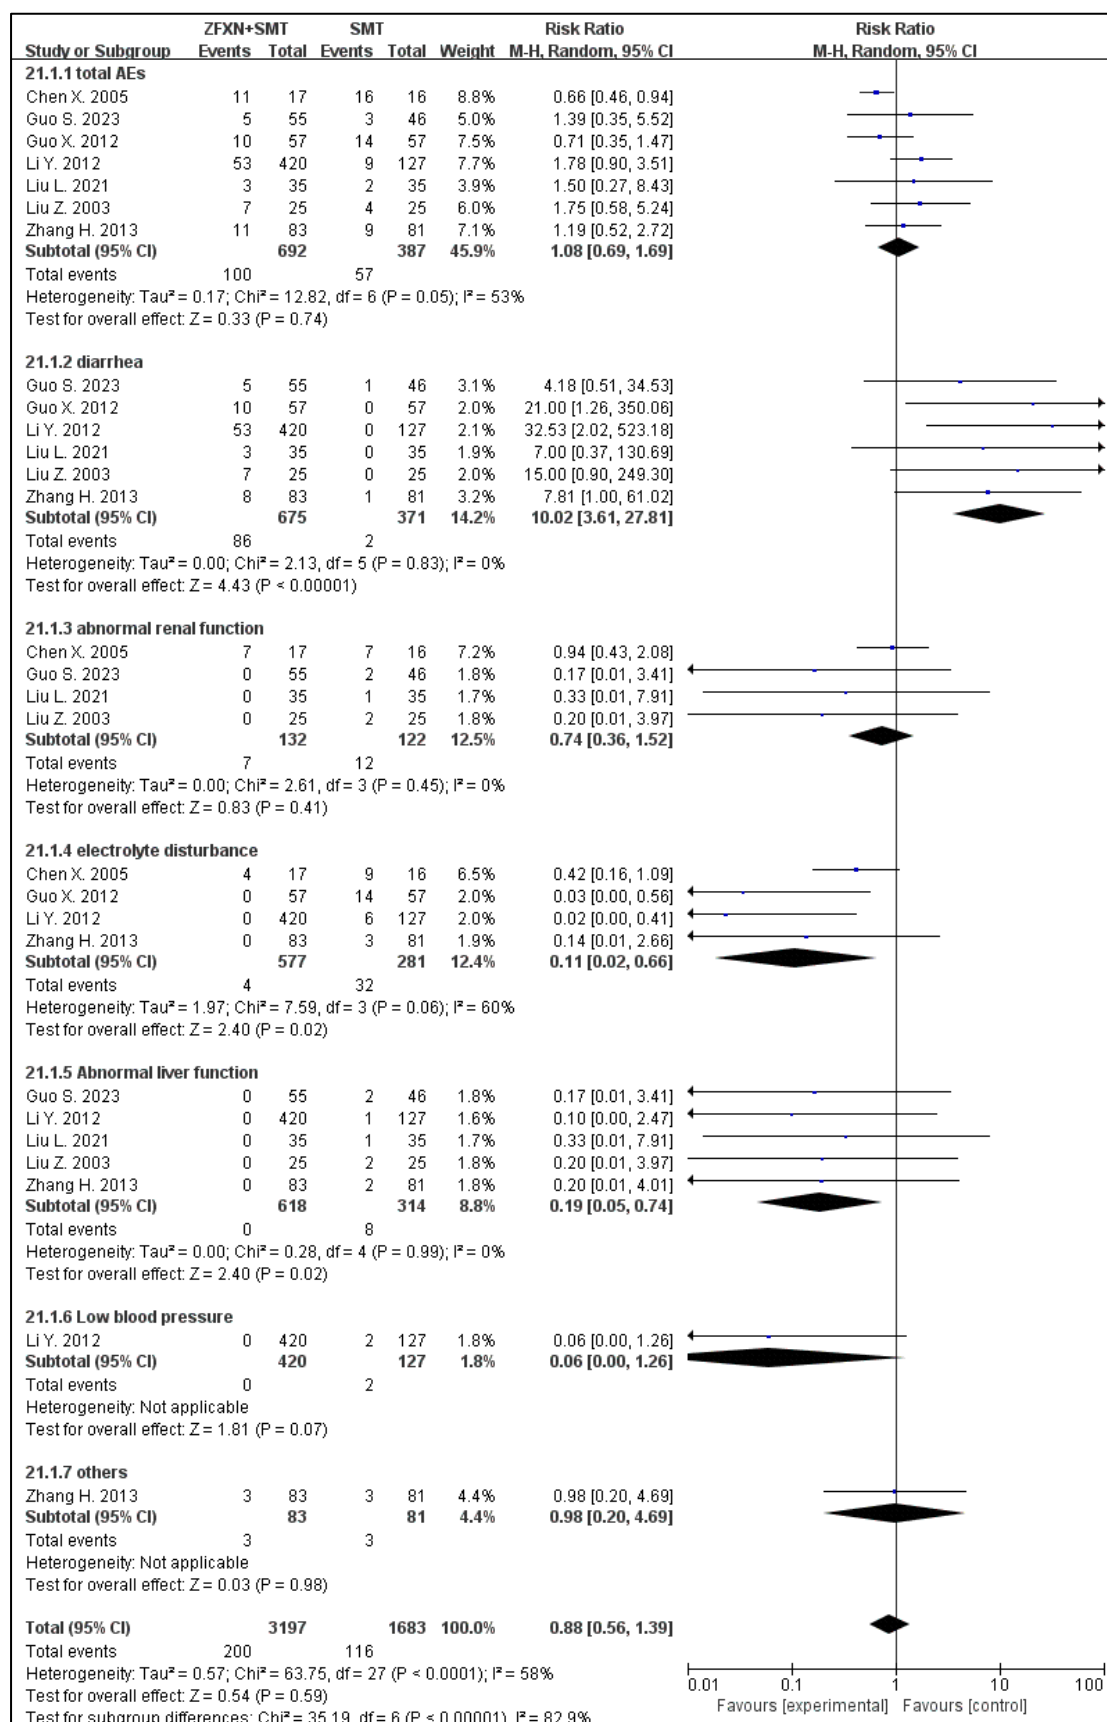 ZFXN+SMT SMT Risk Ratio Risk Ratio
Study or Subgroup Events Total Events Total Weight M-H, Random, 95% CI M-H, Random, 95% CI
21.1.1 total AEs
Chen X. 2005 11 17 16 16 8.8% 0.66 [0.46, 0.94]
Guo S. 2023 5 55 3 46 5.0% 1.39 [0.35, 5.52]
Guo X. 2012 10 57 14 57 7.5% 0.71 [0.35, 1.47]
Li Y. 2012 53 420 9 127 7.7% 1.78 [0.90, 3.51]
Liu L. 2021 3 35 2 35 3.9% 1.50 [0.27, 8.43]
Liu Z. 2003 7 25 4 25 6.0% 1.75 [0.58, 5.24]
Zhang H. 2013 11 83 9 81 7.1% 1.19 [0.52, 2.72]
Subtotal (95% CI) 692 387 45.9% 1.08 [0.69, 1.69]
Total events 100 57
Heterogeneity: Tau² = 0.17; Chi² = 12.82, df = 6 (P = 0.05); I² = 53%
Test for overall effect: Z = 0.33 (P = 0.74)
21.1.2 diarrhea
Guo S. 2023 5 55 1 46 3.1% 4.18 [0.51, 34.53]
Guo X. 2012 10 57 0 57 2.0% 21.00 [1.26, 350.06]
Li Y. 2012 53 420 0 127 2.1% 32.53 [2.02, 523.18]
Liu L. 2021 3 35 0 35 1.9% 7.00 [0.37, 130.69]
Liu Z. 2003 7 25 0 25 2.0% 15.00 [0.90, 249.30]
Zhang H. 2013 8 83 1 81 3.2% 7.81 [1.00, 61.02]
Subtotal (95% CI) 675 371 14.2% 10.02 [3.61, 27.81]
Total events 86 2
Heterogeneity: Tau² = 0.00; Chi² = 2.13, df = 5 (P = 0.83); I² = 0%
Test for overall effect: Z = 4.43 (P < 0.00001)
21.1.3 abnormal renal function
Chen X. 2005 7 17 7 16 7.2% 0.94 [0.43, 2.08]
Guo S. 2023 0 55 2 46 1.8% 0.17 [0.01, 3.41]
Liu L. 2021 0 35 1 35 1.7% 0.33 [0.01, 7.91]
Liu Z. 2003 0 25 2 25 1.8% 0.20 [0.01, 3.97]
Subtotal (95% CI) 132 122 12.5% 0.74 [0.36, 1.52]
Total events 7 12
Heterogeneity: Tau² = 0.00; Chi² = 2.61, df = 3 (P = 0.45); I² = 0%
Test for overall effect: Z = 0.83 (P = 0.41)
21.1.4 electrolyte disturbance
Chen X. 2005 4 17 9 16 6.5% 0.42 [0.16, 1.09]
Guo X. 2012 0 57 14 57 2.0% 0.03 [0.00, 0.56]
Li Y. 2012 0 420 6 127 2.0% 0.02 [0.00, 0.41]
Zhang H. 2013 0 83 3 81 1.9% 0.14 [0.01, 2.66]
Subtotal (95% CI) 577 281 12.4% 0.11 [0.02, 0.66]
Total events 4 32
Heterogeneity: Tau² = 1.97; Chi² = 7.59, df = 3 (P = 0.06); I² = 60%
Test for overall effect: Z = 2.40 (P = 0.02)
21.1.5 Abnormal liver function
Guo S. 2023 0 55 2 46 1.8% 0.17 [0.01, 3.41]
Li Y. 2012 0 420 1 127 1.6% 0.10 [0.00, 2.47]
Liu L. 2021 0 35 1 35 1.7% 0.33 [0.01, 7.91]
Liu Z. 2003 0 25 2 25 1.8% 0.20 [0.01, 3.97]
Zhang H. 2013 0 83 2 81 1.8% 0.20 [0.01, 4.01]
Subtotal (95% CI) 618 314 8.8% 0.19 [0.05, 0.74]
Total events 0 8
Heterogeneity: Tau² = 0.00; Chi² = 0.28, df = 4 (P = 0.99); I² = 0%
Test for overall effect: Z = 2.40 (P = 0.02)
21.1.6 Low blood pressure
Li Y. 2012 0 420 2 127 1.8% 0.06 [0.00, 1.26]
Subtotal (95% CI) 420 127 1.8% 0.06 [0.00, 1.26]
Total events 0 2
Heterogeneity: Not applicable
Test for overall effect: Z = 1.81 (P = 0.07)
21.1.7 others
Zhang H. 2013 3 83 3 81 4.4% 0.98 [0.20, 4.69]
Subtotal (95% CI) 83 81 4.4% 0.98 [0.20, 4.69]
Total events 3 3
Heterogeneity: Not applicable
Test for overall effect: Z = 0.03 (P = 0.98)
Total (95% CI) 3197 1683 100.0% 0.88 [0.56, 1.39]
Total events 200 116
Heterogeneity: Tau² = 0.57; Chi² = 63.75, df = 27 (P < 0.0001); I² = 58%
Test for overall effect: Z = 0.54 (P = 0.59)
Test for subgroup differences: Chi² = 35.19, df = 6 (P < 0.00001), I² = 82.9%
0.01 0.1 1 10 100
Favours [experimental] Favours [control]